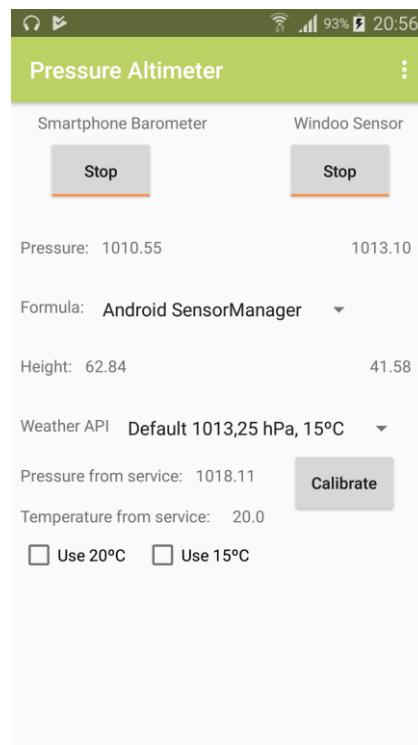 93% 20:56
Pressure Altimeter
Smartphone Barometer Windoo Sensor
Stop Stop
Pressure: 1010.55 1013.10
Formula: Android SensorManager
Height: 62.84 41.58
Weather API Default 1013,25 hPa, 15ºC
Pressure from service: 1018.11 Calibrate
Temperature from service: 20.0
Use 20ºC Use 15ºC